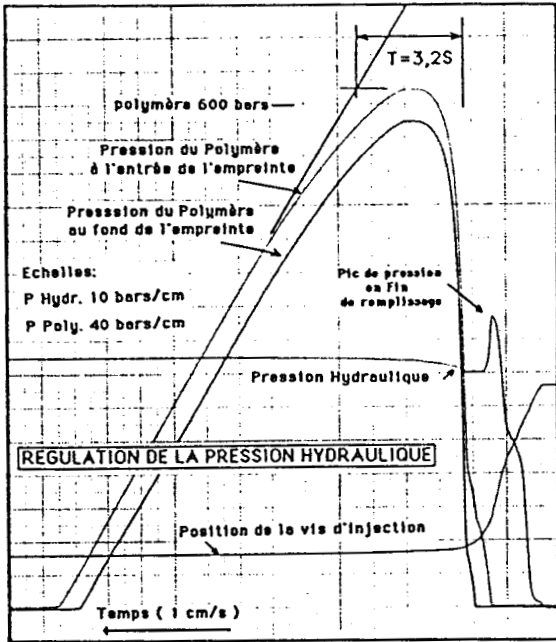 T=3,2S
polymère 600 bars
Pression du Polymère
à l'entrée de l'empreinte
Presssion du Polymère
au fond de l'empreinte
Echelles:
P Hydr. 10 bars/cm
P Poly. 40 bars/cm
Pic de pression
en Fin
de remplissage
Pression Hydraulique
REGULATION DE LA PRESSION HYDRAULIQUE
Position de la vis d'injection
Temps ( 1 cm/s )